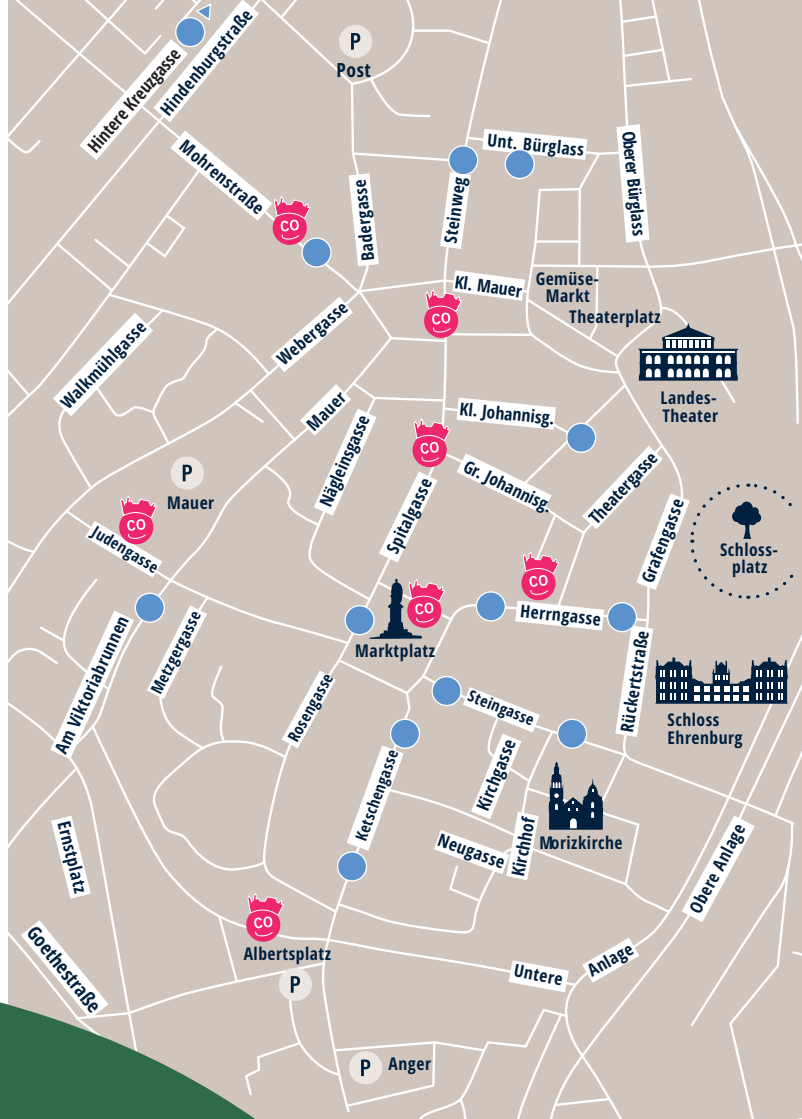 Hintere Kreuzgasse
Hindenburgstraße
P
Post
Mohrenstraße
CO
Badergasse
Steinweg
Unt. Bürglass
Oberer Bürglass
Kl. Mauer
Gemüse-
Markt
Theaterplatz
CO
Webergasse
Walkmühlgasse
Landes-
Theater
Mauer
Nägleinsgasse
Kl. Johannisg.
CO
Gr. Johannisg.
Spitalgasse
Theatergasse
P
Mauer
CO
Judengasse
Grafengasse
Schloss-
platz
CO
CO
Herrngasse
Marktplatz
Am Viktoriabrunnen
Metzgergasse
Rosengasse
Rückertstraße
Steingasse
Schloss
Ehrenburg
Ketschengasse
Kirchgasse
Kirchhof
Morizkirche
Neugasse
Ernstplatz
Obere Anlage
CO
Albertsplatz
P
Goethestraße
Untere
Anlage
P
Anger